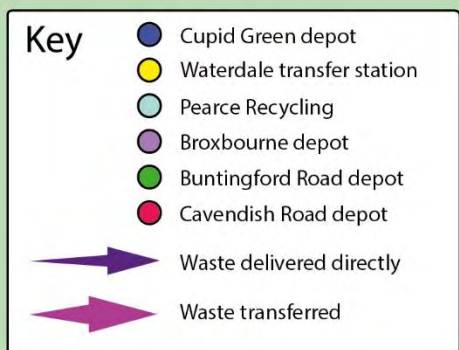 Key
Cupid Green depot
Waterdale transfer station
Pearce Recycling
Broxbourne depot
Buntingford Road depot
Cavendish Road depot
Waste delivered directly
Waste transferred